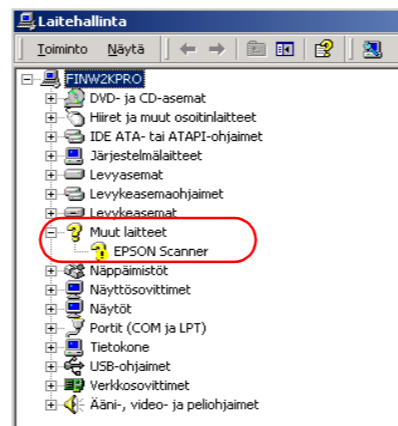 Laitehallinta
Toiminto Näytä
FINW2KPRO
DVD- ja CD-asemat
Hiiret ja muut osoitinlaitteet
IDE ATA- tai ATAPI-ohjaimet
Järjestelmälaitteet
Levyasemat
Levykeasemaohjaimet
Levykeasemat
Muut laitteet
EPSON Scanner
Näppäimistöt
Näyttösovittimet
Näytöt
Portit (COM ja LPT)
Tietokone
USB-ohjaimet
Verkkosovittimet
Ääni-, video- ja peliohjaimet